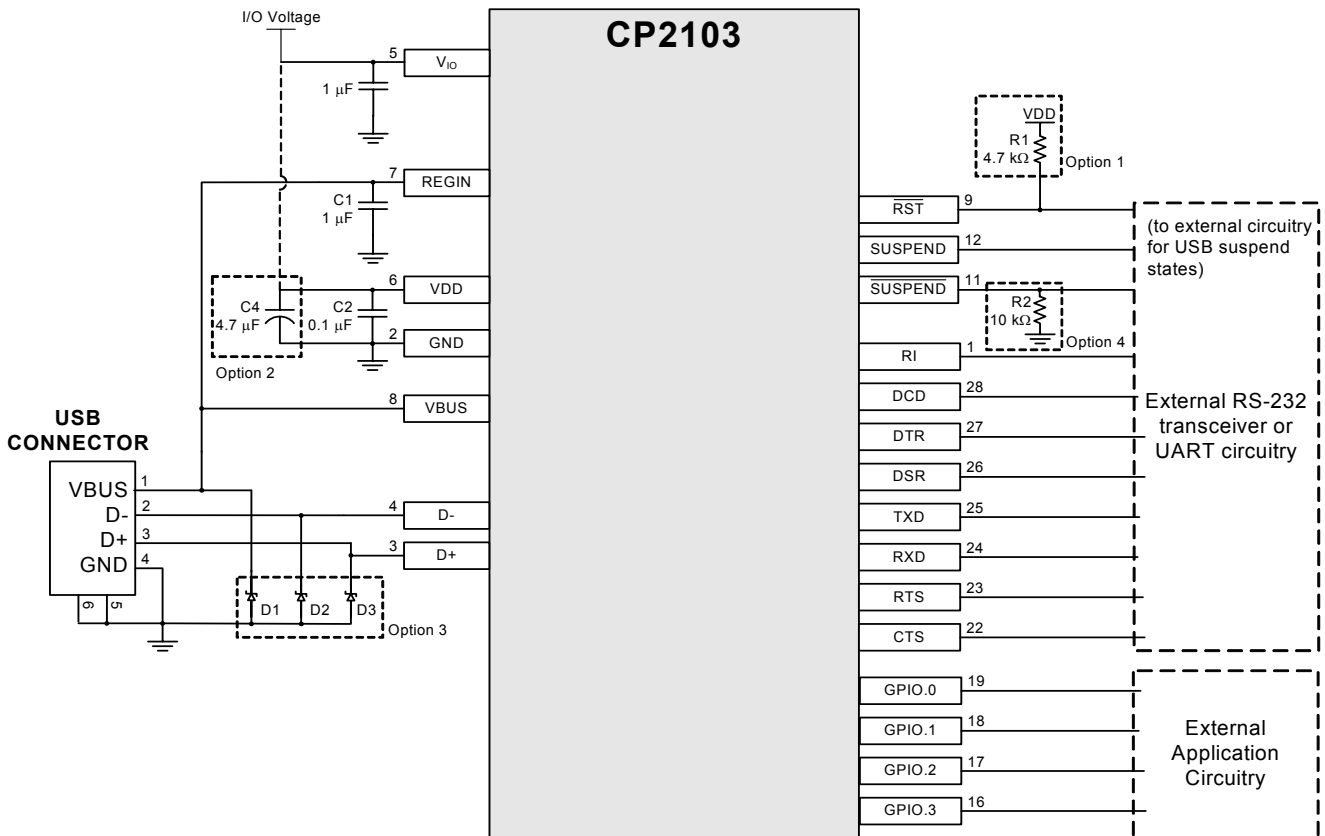 CP2103
I/O Voltage
5
VIO
1 μF
7
REGIN
C1
1 μF
6
VDD
C4
4.7 μF
C2
0.1 μF
2
GND
Option 2
8
VBUS
USB
CONNECTOR
VBUS
1
D-
2
D+
3
GND
4
6
5
4
D-
3
D+
D1
D2
D3
Option 3
VDD
R1
4.7 kΩ
Option 1
RST
9
SUSPEND
12
SUSPEND
11
R2
10 kΩ
Option 4
RI
1
DCD
28
DTR
27
DSR
26
TXD
25
RXD
24
RTS
23
CTS
22
(to external circuitry
for USB suspend
states)
External RS-232
transceiver or
UART circuitry
GPIO.0
19
GPIO.1
18
GPIO.2
17
GPIO.3
16
External
Application
Circuitry